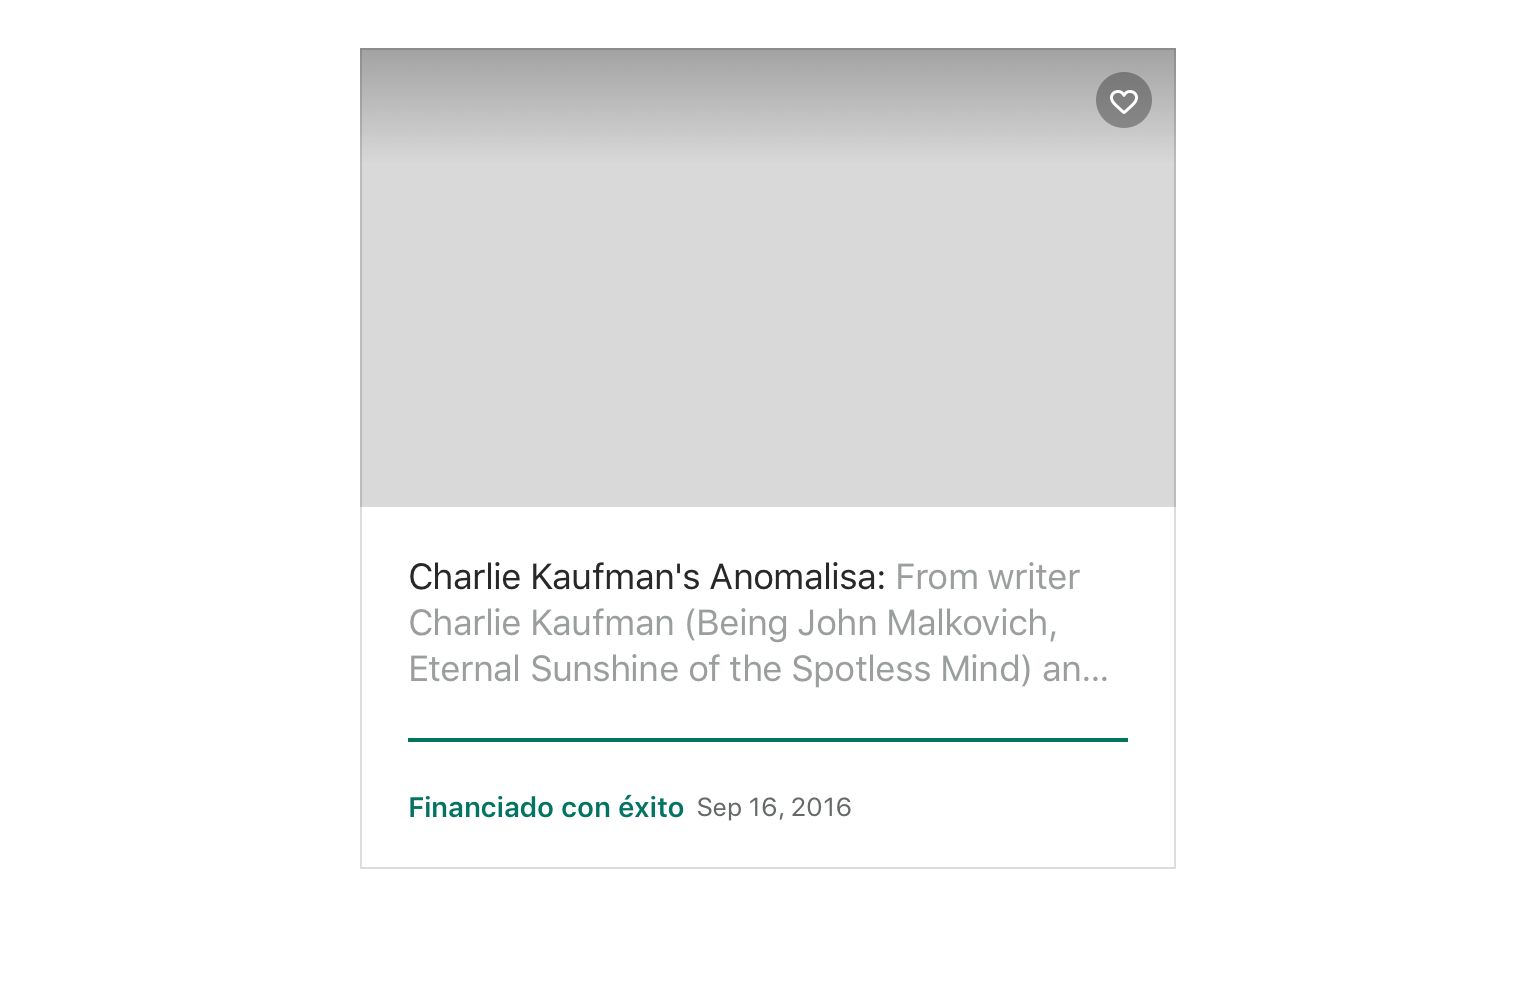 Charlie Kaufman's Anomalisa: From writer
Charlie Kaufman (Being John Malkovich,
Eternal Sunshine of the Spotless Mind) an…
Financiado con éxito Sep 16, 2016